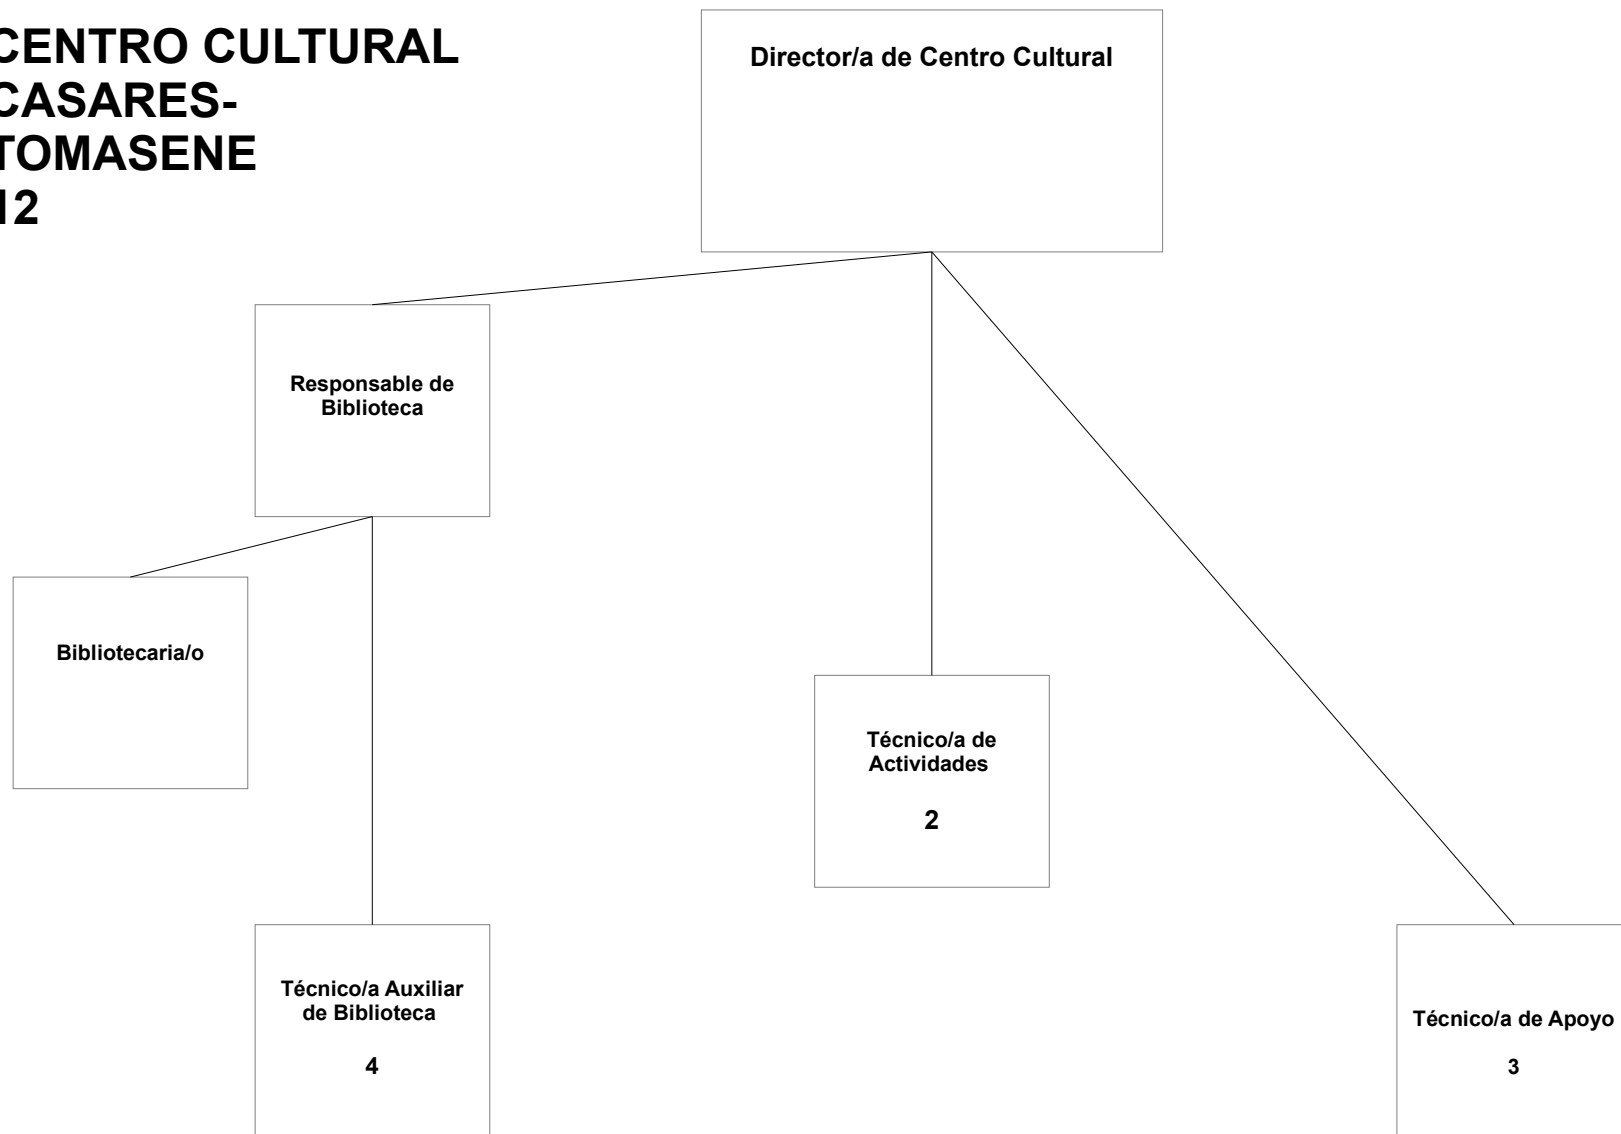 CENTRO CULTURAL
CASARES-
TOMASENE
12
Director/a de Centro Cultural
Responsable de
Biblioteca
Bibliotecaria/o
Técnico/a de
Actividades
2
Técnico/a Auxiliar
de Biblioteca
4
Técnico/a de Apoyo
3